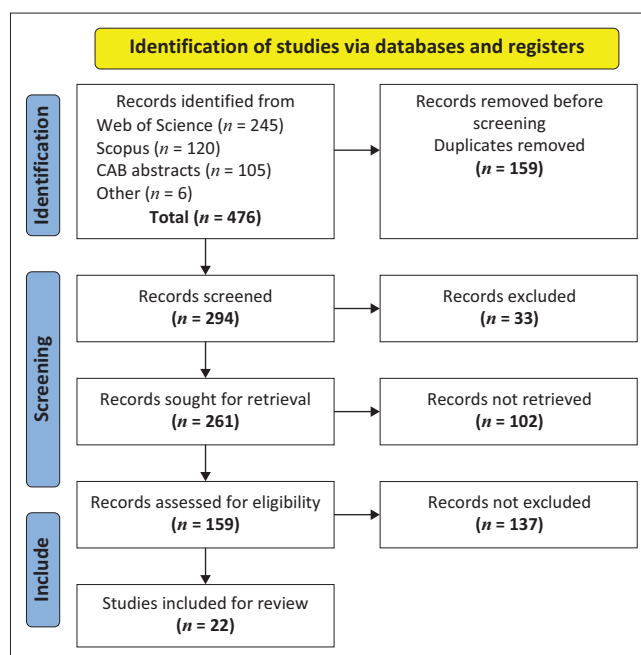 Identification of studies via databases and registers
Identification
Records identified from
Web of Science (n = 245)
Scopus (n = 120)
CAB abstracts (n = 105)
Other (n = 6)
Total (n = 476)
Records removed before
screening
Duplicates removed
(n = 159)
Screening
Records screened
(n = 294)
Records excluded
(n = 33)
Records sought for retrieval
(n = 261)
Records not retrieved
(n = 102)
Records assessed for eligibility
(n = 159)
Records not excluded
(n = 137)
Include
Studies included for review
(n = 22)